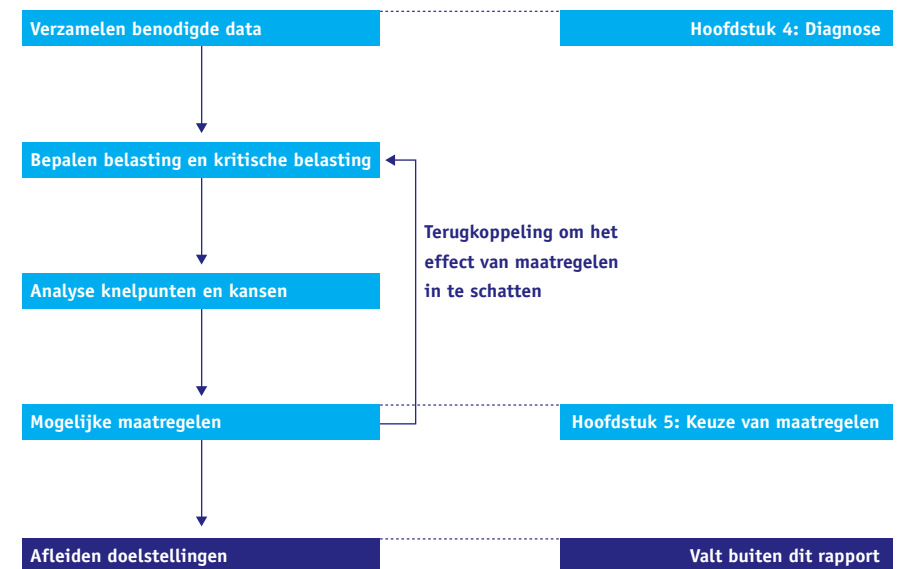 Verzamelen benodigde data
Hoofdstuk 4: Diagnose
Bepalen belasting en kritische belasting
Terugkoppeling om het
effect van maatregelen
in te schatten
Analyse knelpunten en kansen
Mogelijke maatregelen
Hoofdstuk 5: Keuze van maatregelen
Afleiden doelstellingen
Valt buiten dit rapport